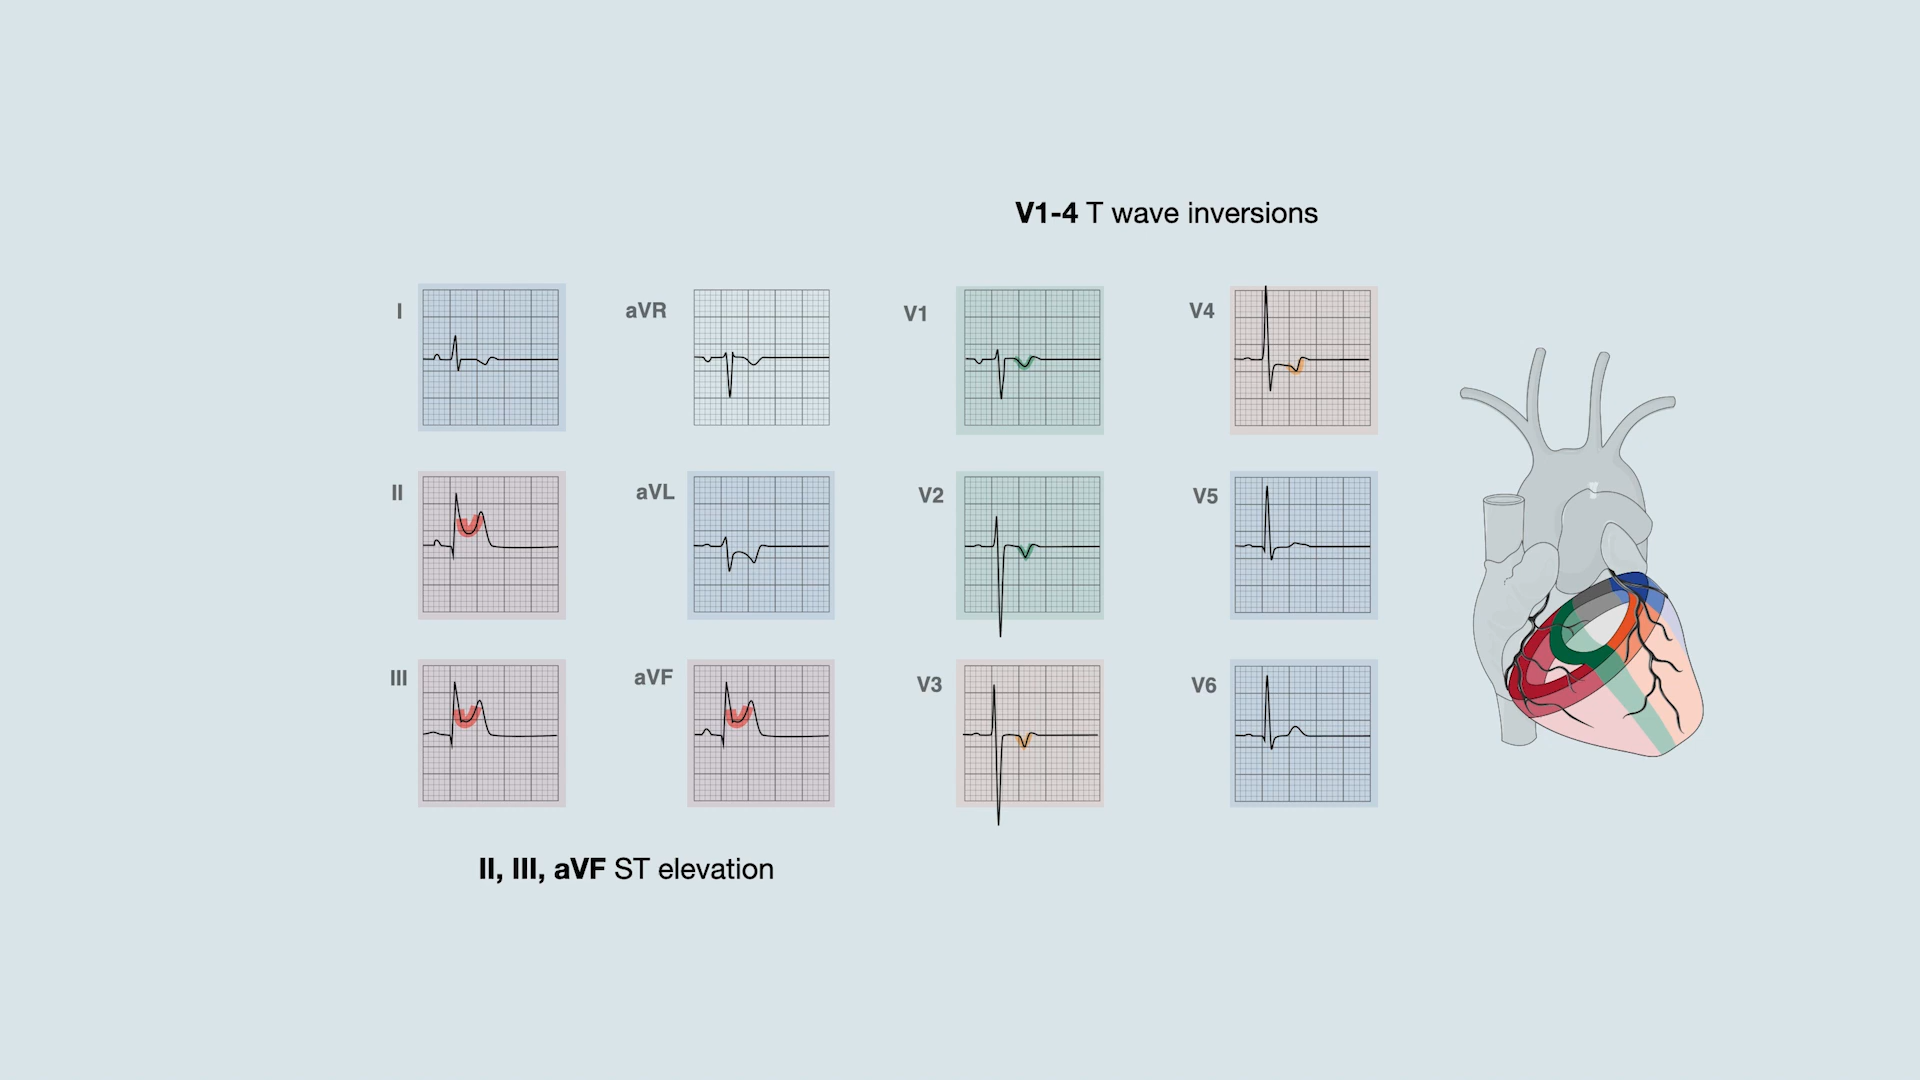 V1-4 T wave inversions
I
aVR
V1
V4
II
aVL
V2
V5
III
aVF
V3
V6
II, III, aVF ST elevation